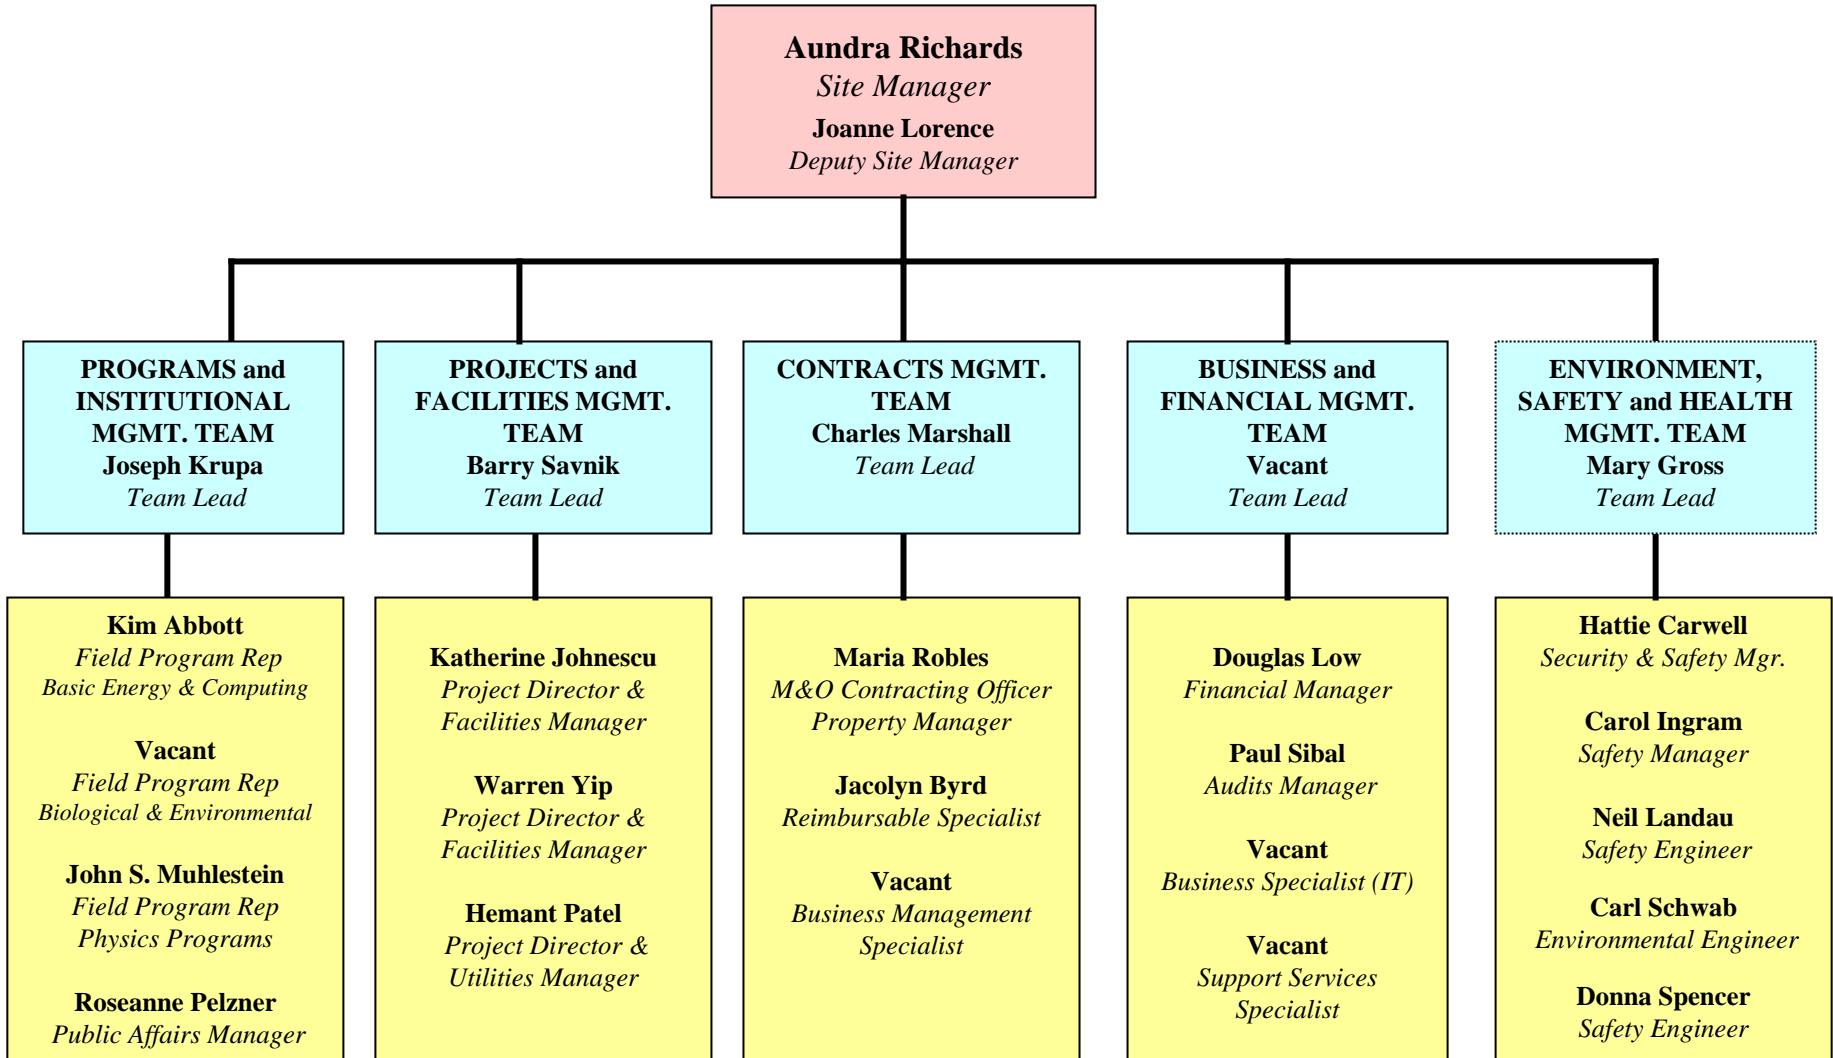 Aundra Richards
Site Manager
Joanne Lorence
Deputy Site Manager
PROGRAMS and
INSTITUTIONAL
MGMT. TEAM
Joseph Krupa
Team Lead
PROJECTS and
FACILITIES MGMT.
TEAM
Barry Savnik
Team Lead
CONTRACTS MGMT.
TEAM
Charles Marshall
Team Lead
BUSINESS and
FINANCIAL MGMT.
TEAM
Vacant
Team Lead
ENVIRONMENT,
SAFETY and HEALTH
MGMT. TEAM
Mary Gross
Team Lead
Kim Abbott
Field Program Rep
Basic Energy & Computing
Vacant
Field Program Rep
Biological & Environmental
John S. Muhlestein
Field Program Rep
Physics Programs
Roseanne Pelzner
Public Affairs Manager
Katherine Johnescu
Project Director &
Facilities Manager
Warren Yip
Project Director &
Facilities Manager
Hemant Patel
Project Director &
Utilities Manager
Maria Robles
M&O Contracting Officer
Property Manager
Jacolyn Byrd
Reimbursable Specialist
Vacant
Business Management
Specialist
Douglas Low
Financial Manager
Paul Sibal
Audits Manager
Vacant
Business Specialist (IT)
Vacant
Support Services
Specialist
Hattie Carwell
Security & Safety Mgr.
Carol Ingram
Safety Manager
Neil Landau
Safety Engineer
Carl Schwab
Environmental Engineer
Donna Spencer
Safety Engineer